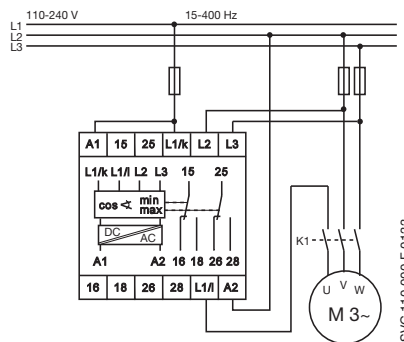 110-240 V 15-400 Hz
L1
L2
L3
A1 15 25 L1/k L2 L3
L1/k L1/l L2 L3 15 25
cos ∢ min
max
DC
AC
A1 A2 16 18 26 28
16 18 26 28 L1/l A2
K1
U V W
M 3~